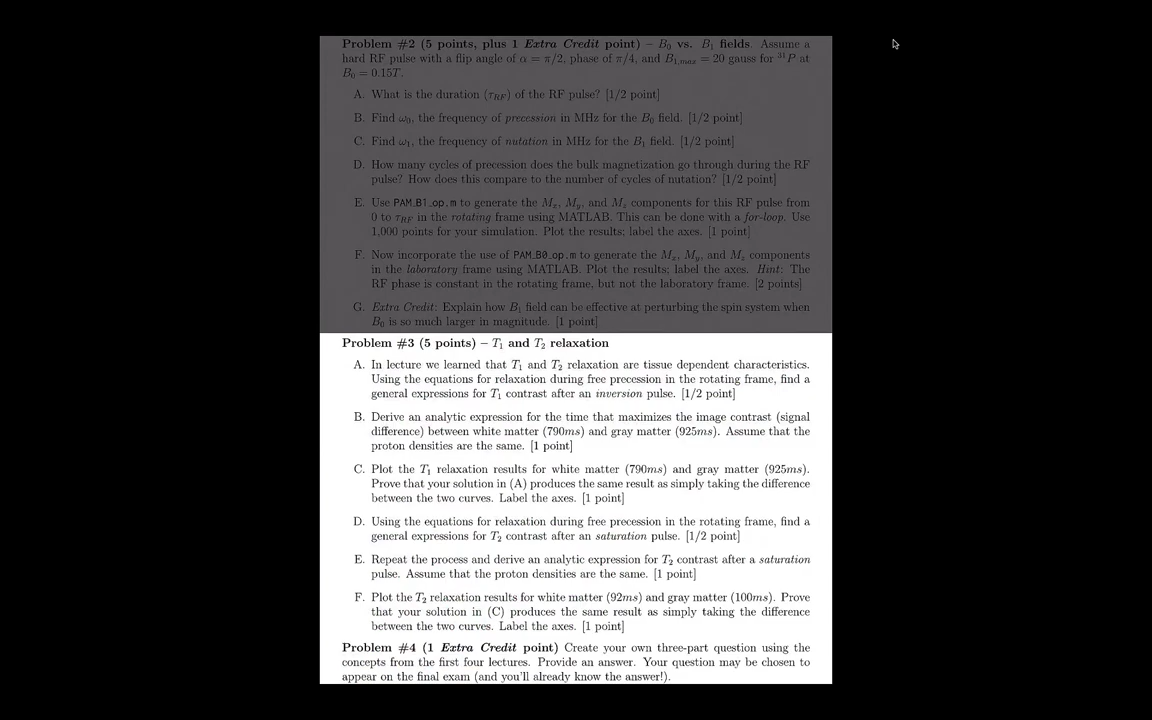 Problem #2 (5 points, plus 1 Extra Credit point) – B₀ vs. B₁ fields. Assume a
hard RF pulse with a flip angle of α = π/2, phase of π/4, and B₁,max = 20 gauss for ³¹P at
B₀ = 0.15T.
A. What is the duration (τRF) of the RF pulse? [1/2 point]
B. Find ω₀, the frequency of precession in MHz for the B₀ field. [1/2 point]
C. Find ω₁, the frequency of nutation in MHz for the B₁ field. [1/2 point]
D. How many cycles of precession does the bulk magnetization go through during the RF
pulse? How does this compare to the number of cycles of nutation? [1/2 point]
E. Use PAM_B1_op.m to generate the Mx, My, and Mz components for this RF pulse from
0 to τRF in the rotating frame using MATLAB. This can be done with a for-loop. Use
1,000 points for your simulation. Plot the results; label the axes. [1 point]
F. Now incorporate the use of PAM_B0_op.m to generate the Mx, My, and Mz components
in the laboratory frame using MATLAB. Plot the results; label the axes. Hint: The
RF phase is constant in the rotating frame, but not the laboratory frame. [2 points]
G. Extra Credit: Explain how B₁ field can be effective at perturbing the spin system when
B₀ is so much larger in magnitude. [1 point]
Problem #3 (5 points) – T₁ and T₂ relaxation
A. In lecture we learned that T₁ and T₂ relaxation are tissue dependent characteristics.
Using the equations for relaxation during free precession in the rotating frame, find a
general expressions for T₁ contrast after an inversion pulse. [1/2 point]
B. Derive an analytic expression for the time that maximizes the image contrast (signal
difference) between white matter (790ms) and gray matter (925ms). Assume that the
proton densities are the same. [1 point]
C. Plot the T₁ relaxation results for white matter (790ms) and gray matter (925ms).
Prove that your solution in (A) produces the same result as simply taking the difference
between the two curves. Label the axes. [1 point]
D. Using the equations for relaxation during free precession in the rotating frame, find a
general expressions for T₂ contrast after an saturation pulse. [1/2 point]
E. Repeat the process and derive an analytic expression for T₂ contrast after a saturation
pulse. Assume that the proton densities are the same. [1 point]
F. Plot the T₂ relaxation results for white matter (92ms) and gray matter (100ms). Prove
that your solution in (C) produces the same result as simply taking the difference
between the two curves. Label the axes. [1 point]
Problem #4 (1 Extra Credit point) Create your own three-part question using the
concepts from the first four lectures. Provide an answer. Your question may be chosen to
appear on the final exam (and you'll already know the answer!).